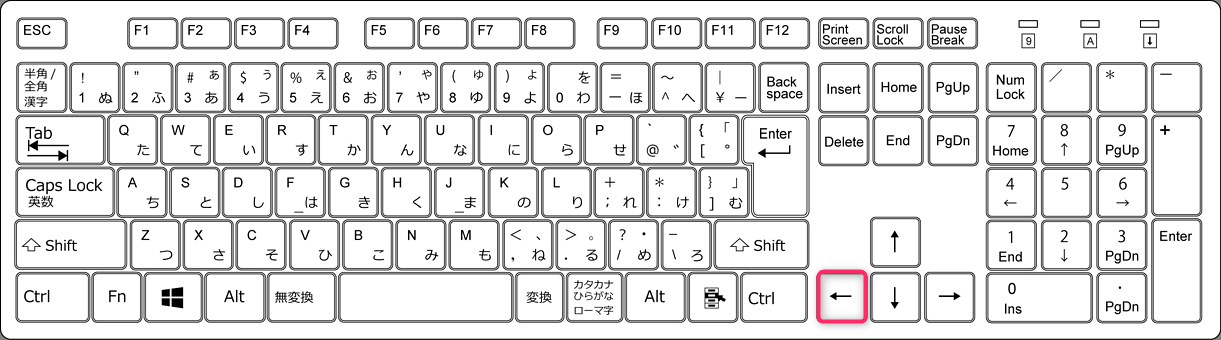 ESC F1 F2 F3 F4 F5 F6 F7 F8 F9 F10 F11 F12 Print Screen Scroll Lock Pause Break 9 A ↓
半角/
全角
漢字
! 1 ぬ
" 2 ふ
# ぁ 3 あ
$ ぅ 4 う
% ぇ 5 え
& ぉ 6 お
' ゃ 7 や
( ゅ 8 ゆ
) ょ 9 よ
を 0 わ
= ー ほ
～ ^ へ
| ¥ ー
Back
space
Insert Home PgUp
Num
Lock
／ ＊ －
Tab
Q た
W て
E い
R す
T か
Y ん
U な
I に
O ら
P せ
` @ ゛
{ 「 [ °
Enter
Delete End PgDn
7 Home
8 ↑
9 PgUp
+
Caps Lock
英数
A ち
S と
D し
F _は
G き
H く
J _ま
K の
L り
+ ; れ
* : け
} 」 ] む
4 ←
5
6 →
Shift
Z つ
X さ
C そ
V ひ
B こ
N み
M も
< 、 , ね
> 。 . る
? ・ / め
_ \ ろ
Shift
↑
1 End
2 ↓
3 PgDn
Enter
Ctrl Fn Alt 無変換 変換
カタカナ
ひらがな
ローマ字
Alt Ctrl ← ↓ →
0 Ins
. PgDn